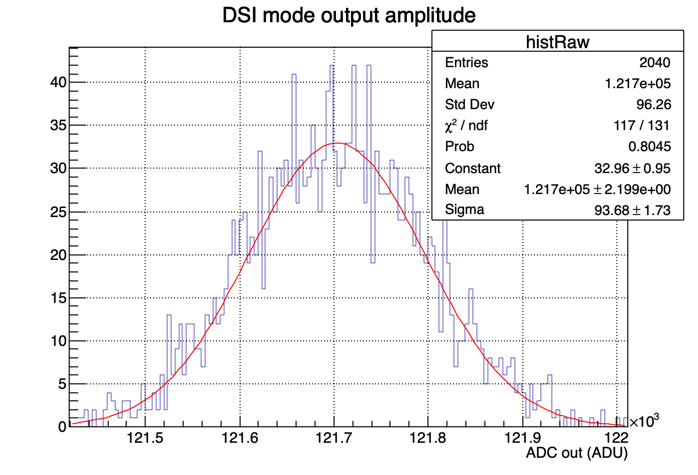 DSI mode output amplitude
histRaw
Entries 2040
Mean 1.217e+05
Std Dev 96.26
χ² / ndf 117 / 131
Prob 0.8045
Constant 32.96 ± 0.95
Mean 1.217e+05 ± 2.199e+00
Sigma 93.68 ± 1.73
40
35
30
25
20
15
10
5
0
121.5 121.6 121.7 121.8 121.9 122
×10³
ADC out (ADU)